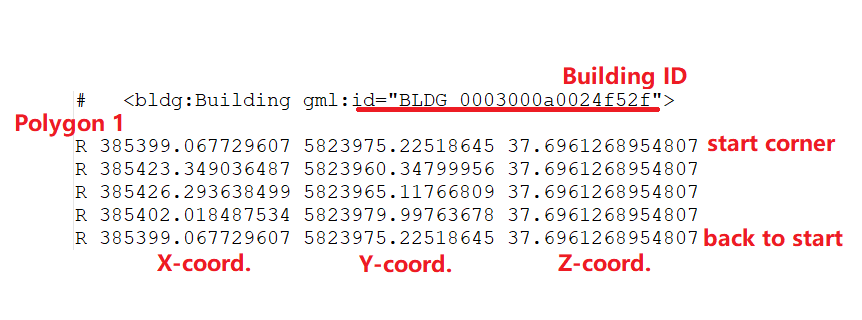 Building ID
# <bldg:Building gml:id="BLDG_0003000a0024f52f">
Polygon 1
R 385399.067729607 5823975.22518645 37.6961268954807 start corner
R 385423.349036487 5823960.34799956 37.6961268954807
R 385426.293638499 5823965.11766809 37.6961268954807
R 385402.018487534 5823979.99763678 37.6961268954807
R 385399.067729607 5823975.22518645 37.6961268954807 back to start
X-coord. Y-coord. Z-coord.